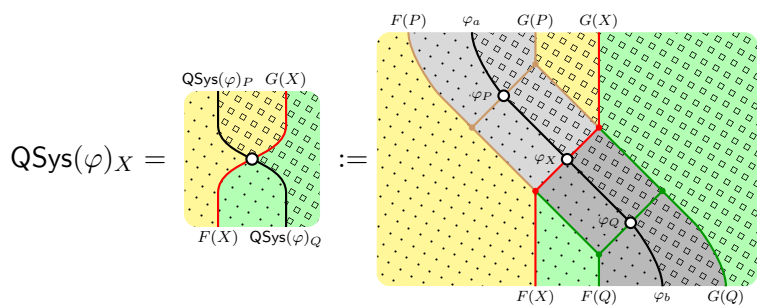 F(P) φ_a G(P) G(X)
QSys(φ)_P G(X)
φ_P
QSys(φ)_X = := φ_X
φ_Q
F(X) QSys(φ)_Q
F(X) F(Q) φ_b G(Q)